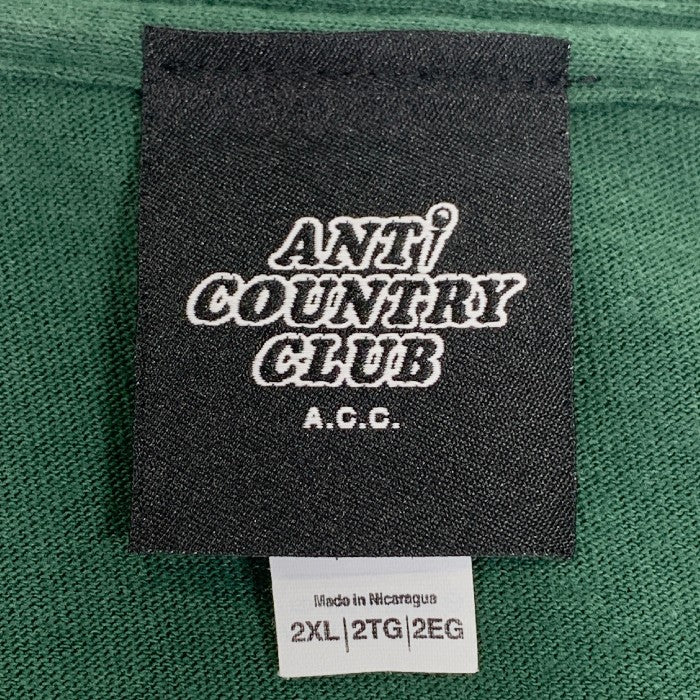 ANTi
COUNTRY
CLUB
A.C.C.
Made in Nicaragua
2XL|2TG|2EG